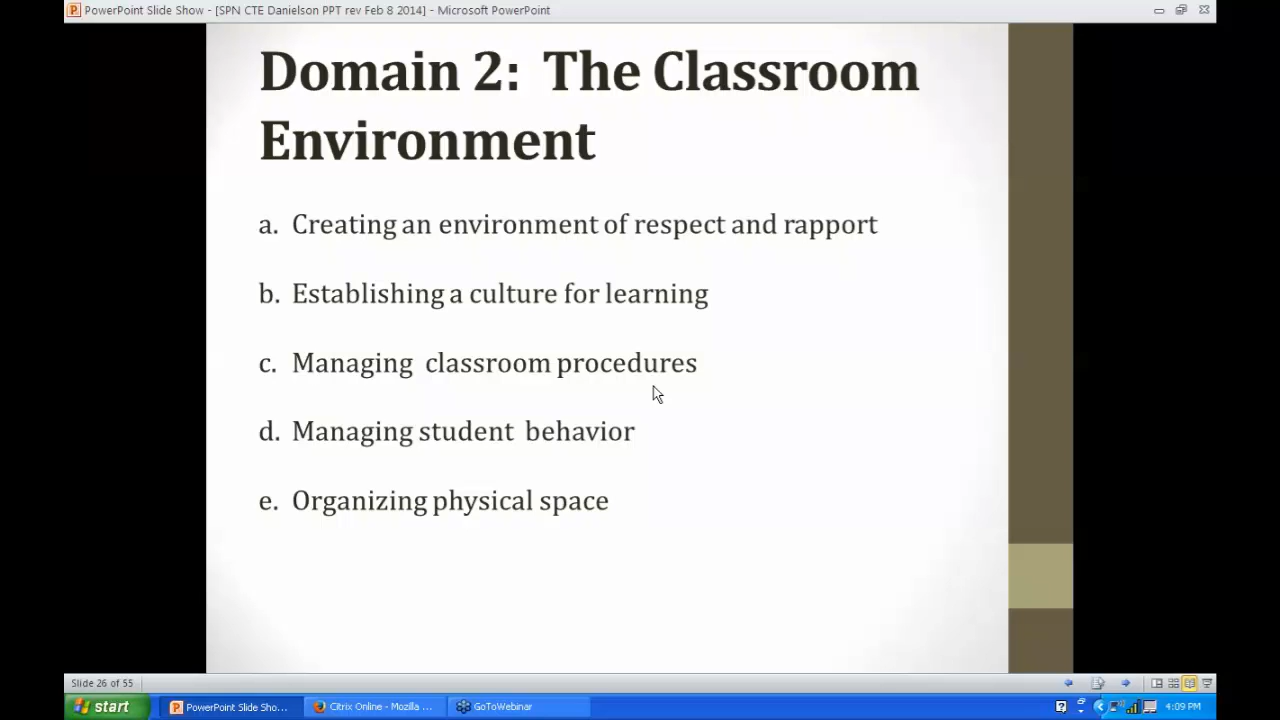 PowerPoint Slide Show - [SPN CTE Danielson PPT rev Feb 8 2014] - Microsoft PowerPoint
Domain 2:  The Classroom
Environment
a. Creating an environment of respect and rapport
b. Establishing a culture for learning
c. Managing  classroom procedures
d. Managing student  behavior
e. Organizing physical space
Slide 26 of 55
start
PowerPoint Slide Sho...
Citrix Online - Mozilla ...
GoToWebinar
4:09 PM